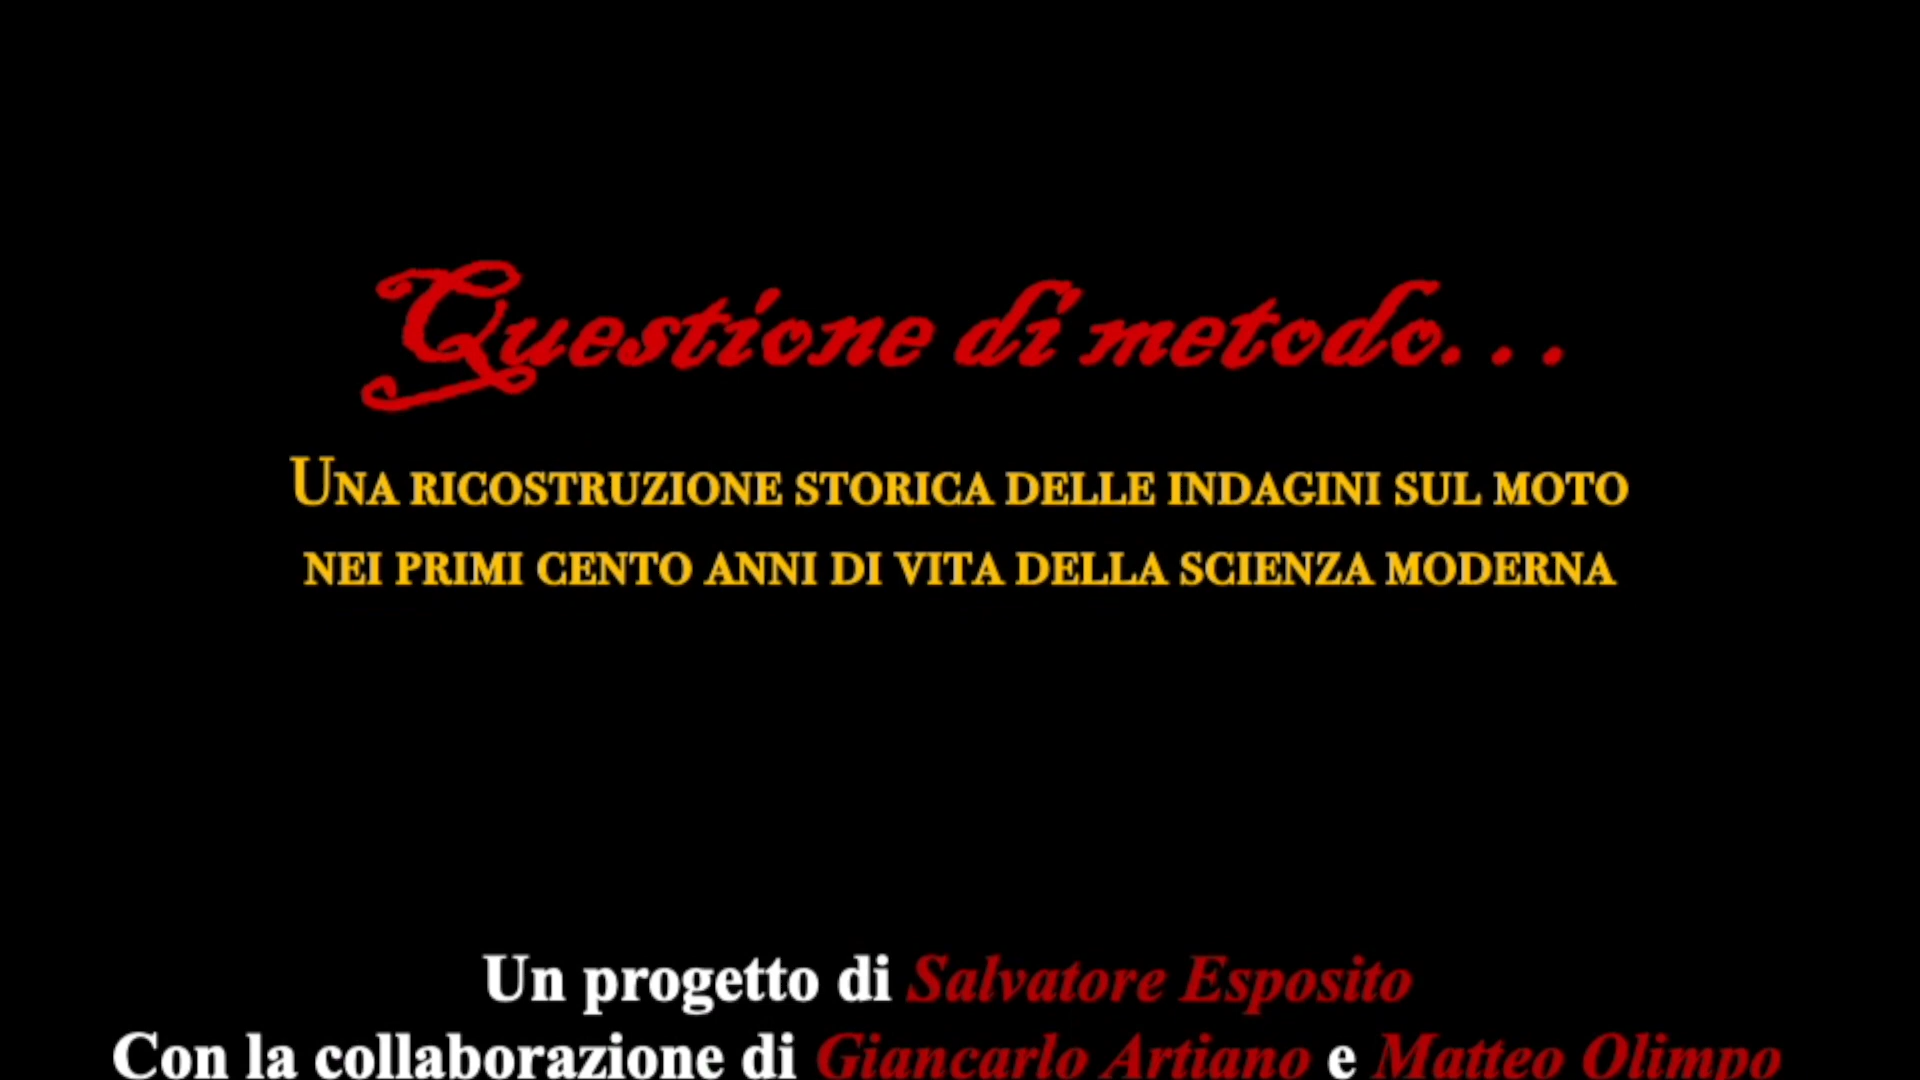 Questione di metodo...
Una ricostruzione storica delle indagini sul moto
nei primi cento anni di vita della scienza moderna
Un progetto di Salvatore Esposito
Con la collaborazione di Giancarlo Artiano e Matteo Olimpo